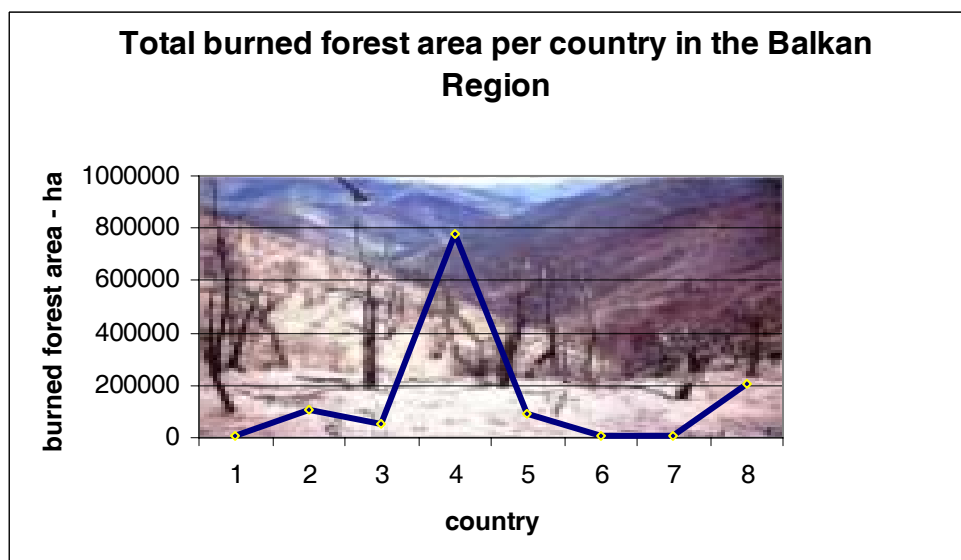 Total burned forest area per country in the Balkan
Region
burned forest area - ha
1000000
800000
600000
400000
200000
0
1 2 3 4 5 6 7 8
country